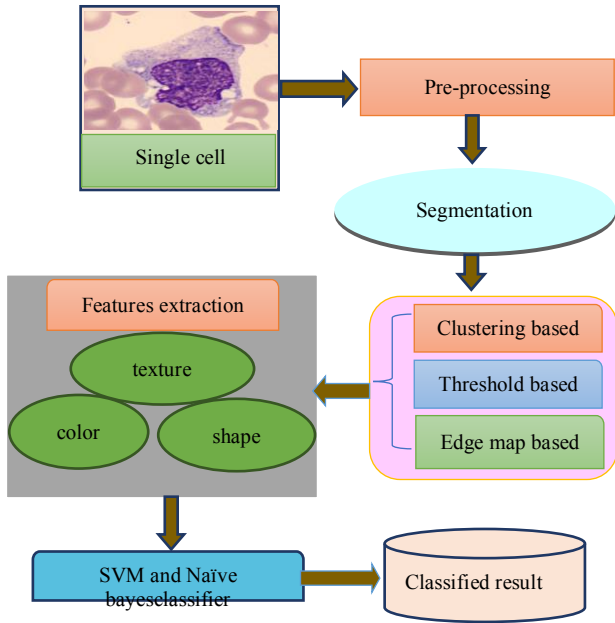 Single cell
Pre-processing
Segmentation
Clustering based
Threshold based
Edge map based
Features extraction
texture
color
shape
SVM and Naïve
bayesclassifier
Classified result